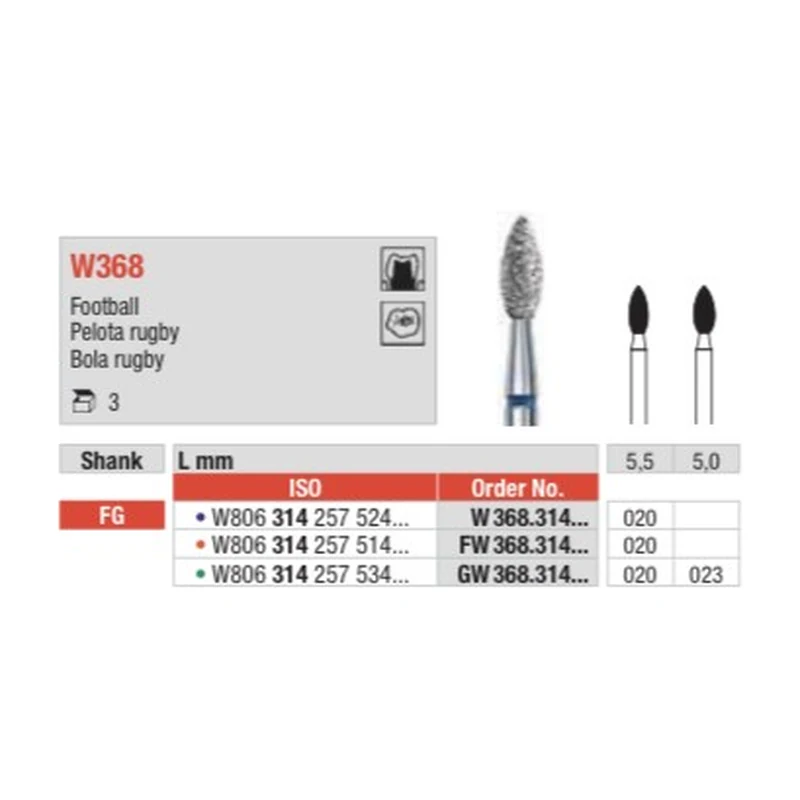 W368
Football
Pelota rugby
Bola rugby
3
Shank L mm 5,5 5,0
ISO Order No.
FG • W806 314 257 524... W 368.314... 020
• W806 314 257 514... FW 368.314... 020
• W806 314 257 534... GW 368.314... 020 023